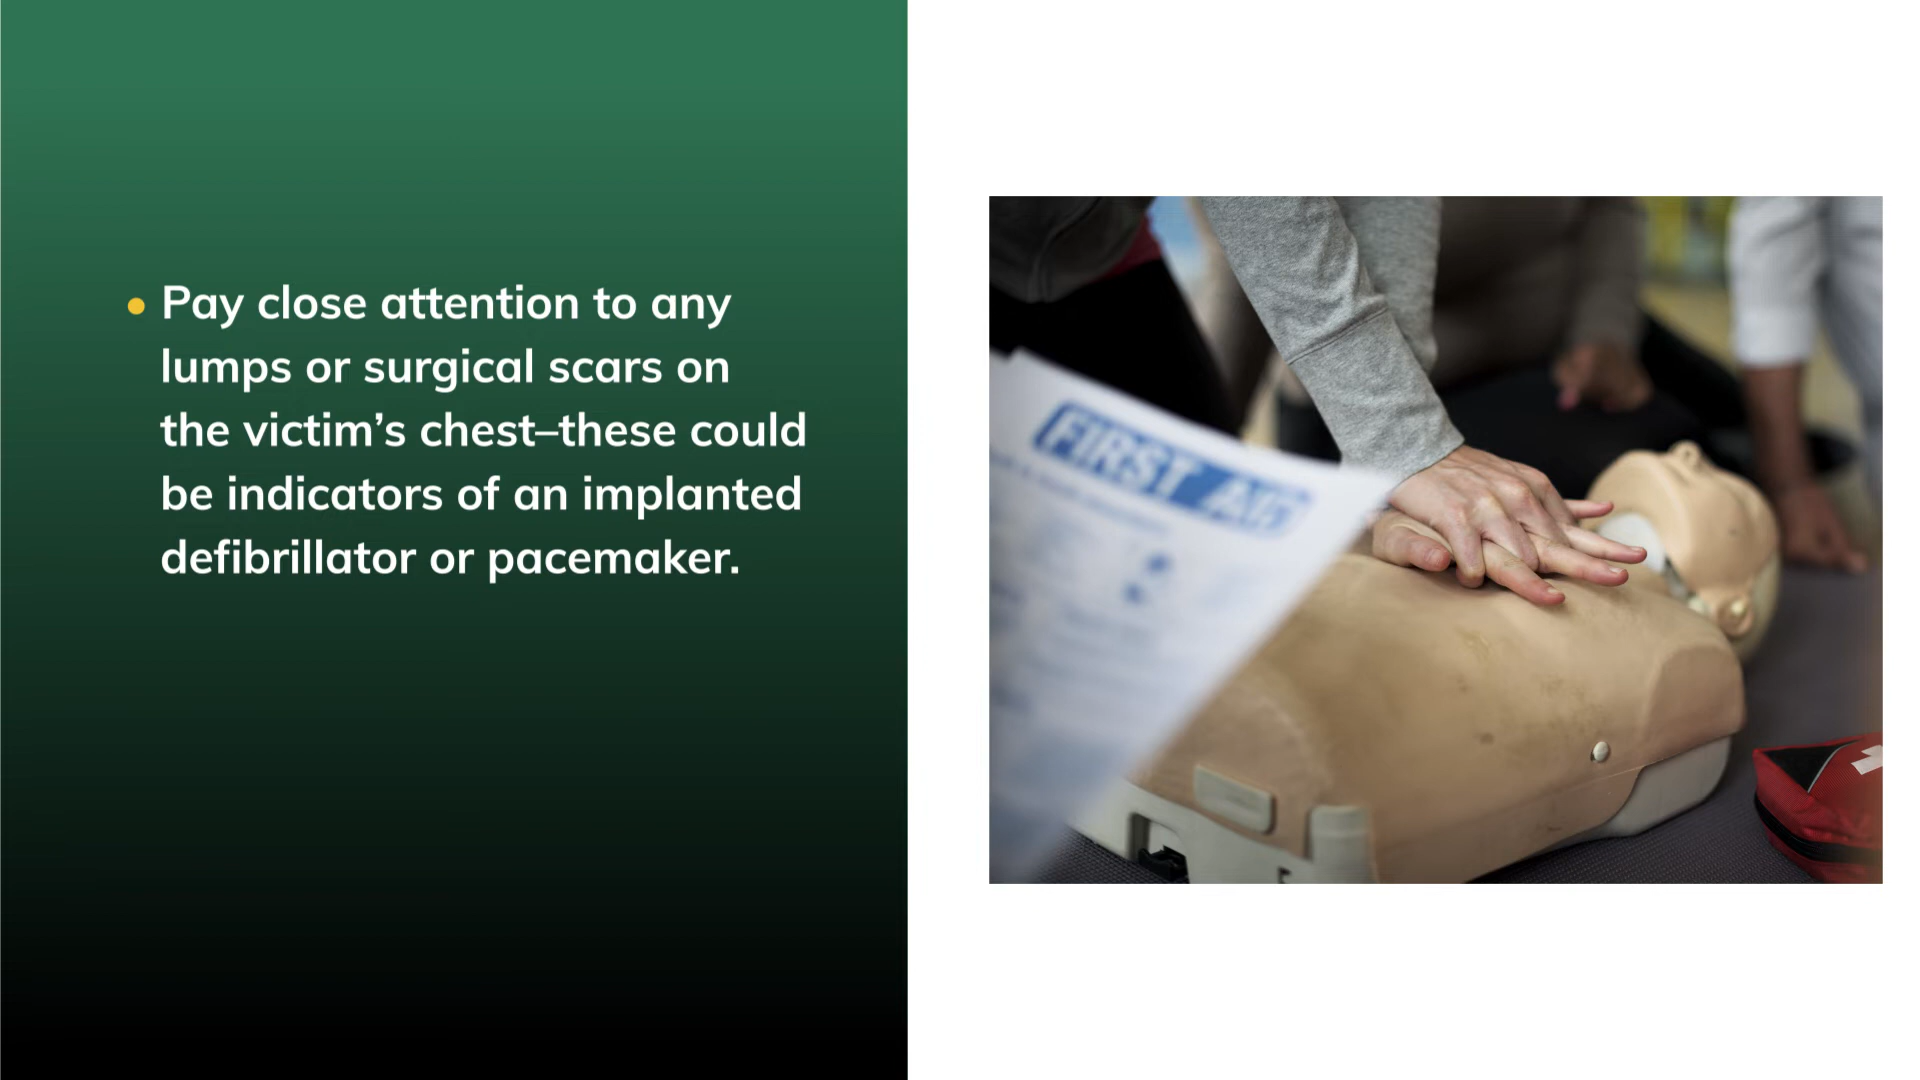 • Pay close attention to any
lumps or surgical scars on
the victim’s chest–these could
be indicators of an implanted
defibrillator or pacemaker.
FIRST AID